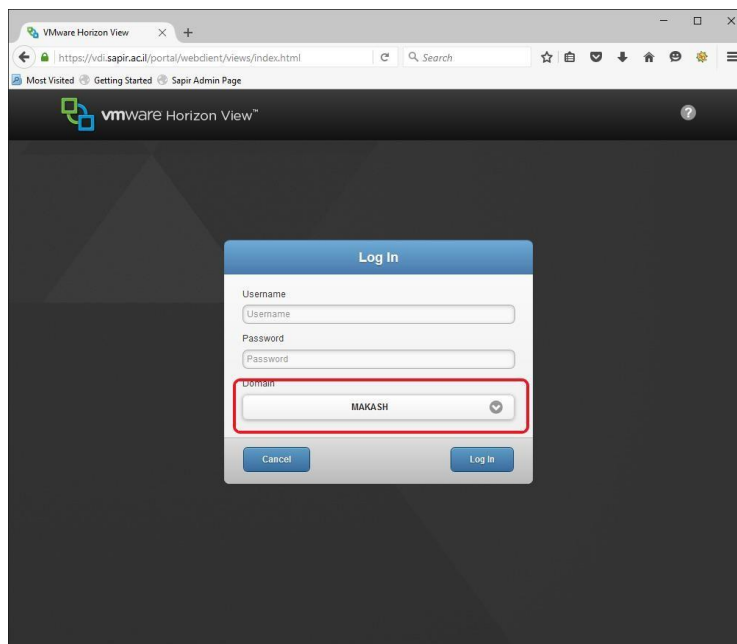 VMware Horizon View
https://vdi.sapir.ac.il/portal/webclient/views/index.html
Search
Most Visited Getting Started Sapir Admin Page
vmware Horizon View™
?
Log In
Username
Username
Password
Password
Domain
MAKASH
Cancel Log In